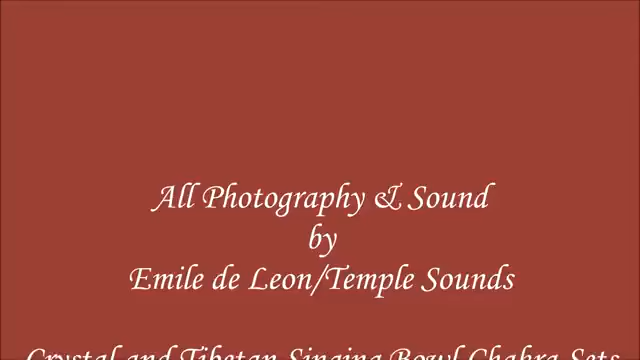 All Photography & Sound
by
Emile de Leon/Temple Sounds
Crystal and Tibetan Singing Bowl Chakra Sets